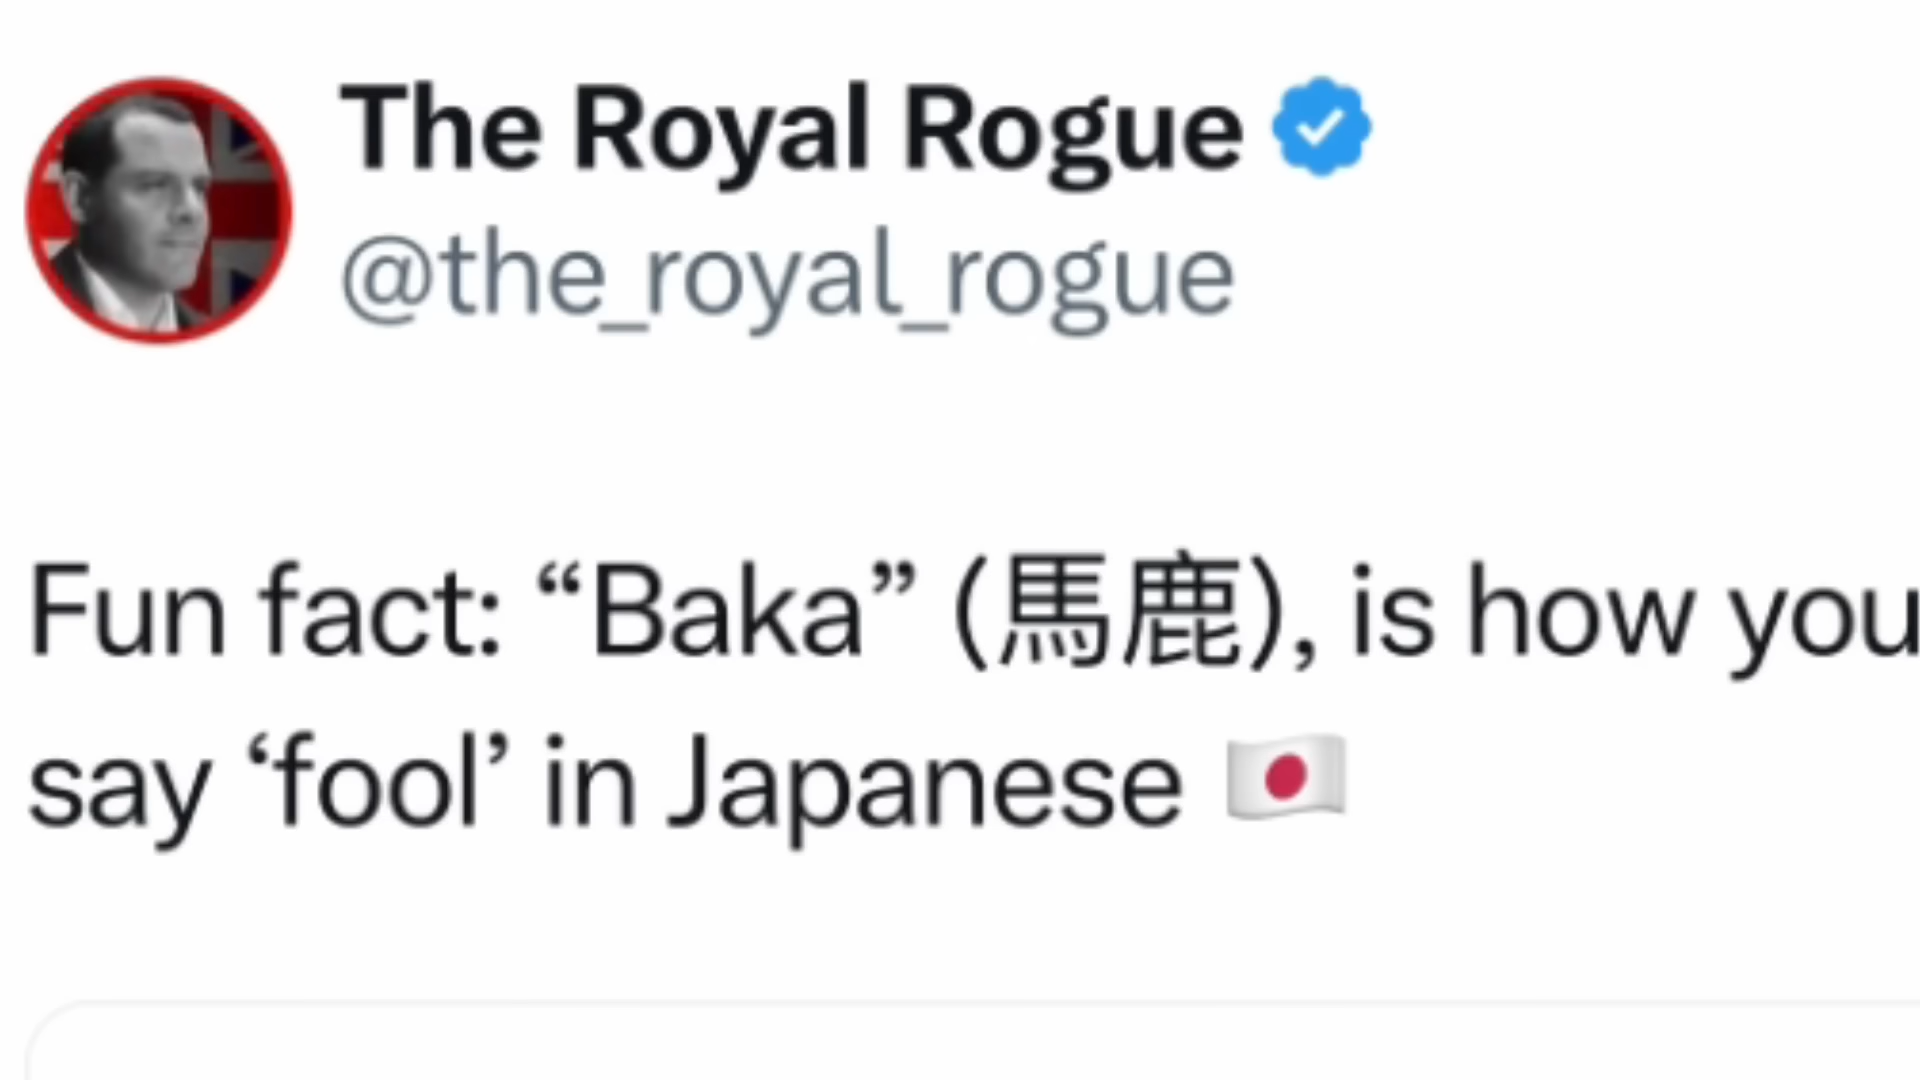 The Royal Rogue
@the_royal_rogue
Fun fact: “Baka” (馬鹿), is how you
say ‘fool’ in Japanese 🇯🇵